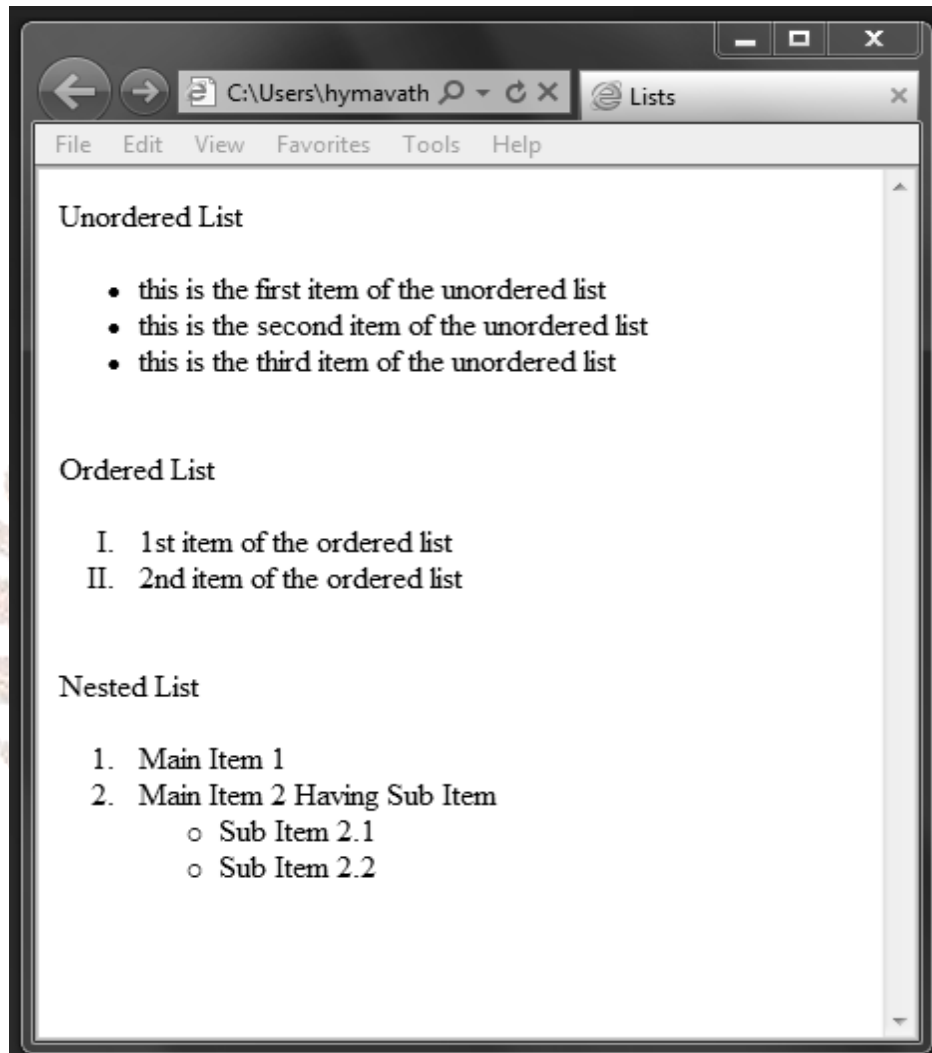 C:\Users\hymavath
Lists
File Edit View Favorites Tools Help
Unordered List
• this is the first item of the unordered list
• this is the second item of the unordered list
• this is the third item of the unordered list
Ordered List
I. 1st item of the ordered list
II. 2nd item of the ordered list
Nested List
1. Main Item 1
2. Main Item 2 Having Sub Item
○ Sub Item 2.1
○ Sub Item 2.2